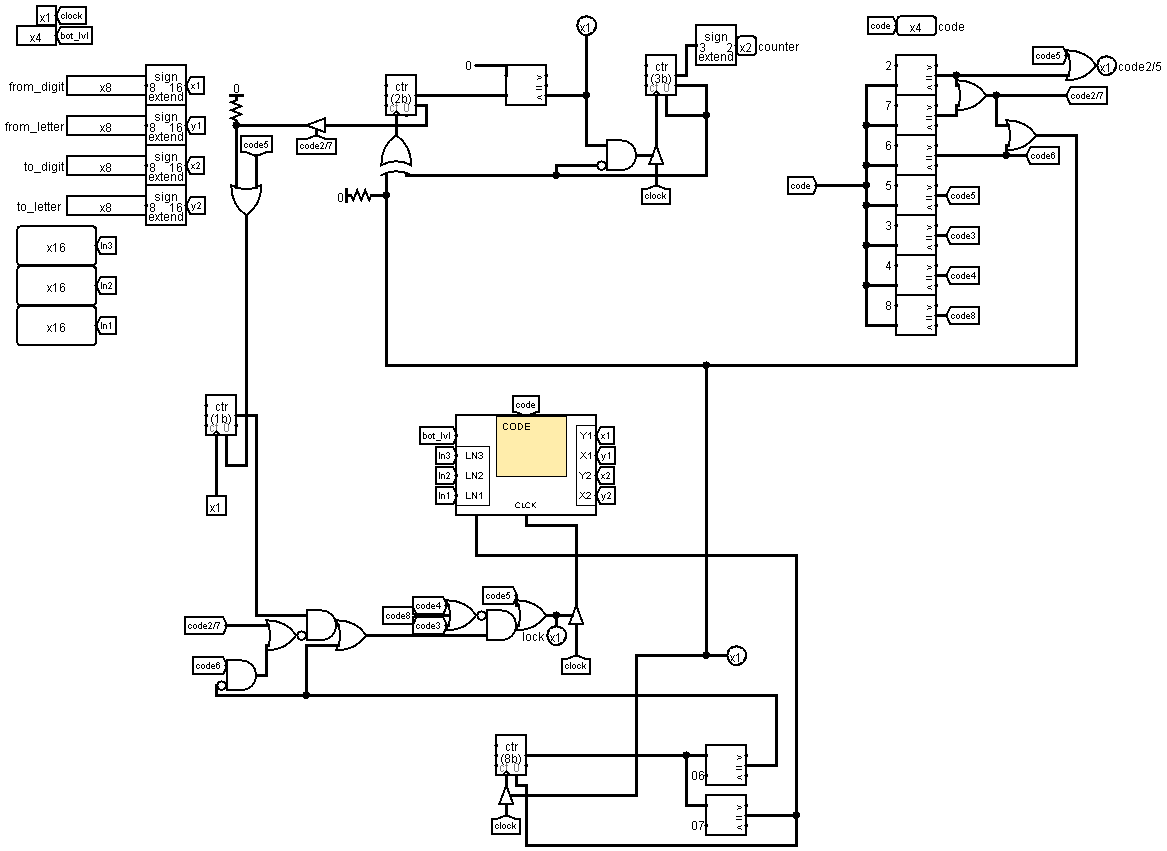 x1 clock
x4 bot_lvl
from_digit x8 sign 8 16 extend x1
from_letter x8 sign 8 16 extend y1
to_digit x8 sign 8 16 extend x2
to_letter x8 sign 8 16 extend y2
x16 ln3
x16 ln2
x16 ln1
0
code5
code2/7
ctr (2b)
0
0 > = <
x1
ctr (3b)
clock
sign 3 2 extend x2 counter
code x4 code
code
2 > = <
7 > = <
6 > = <
5 > = < code5
3 > = < code3
4 > = < code4
8 > = < code8
code5 x1 code2/5
code2/7
code6
ctr (1b)
x1
code
bot_lvl CODE Y1 x1
ln3 LN3 X1 y1
ln2 LN2 Y2 x2
ln1 LN1 X2 y2
CLCK
code2/7
code6
code4
code8
code3
code5
lock x1
clock
x1
ctr (8b)
clock
06 > = <
07 > = <